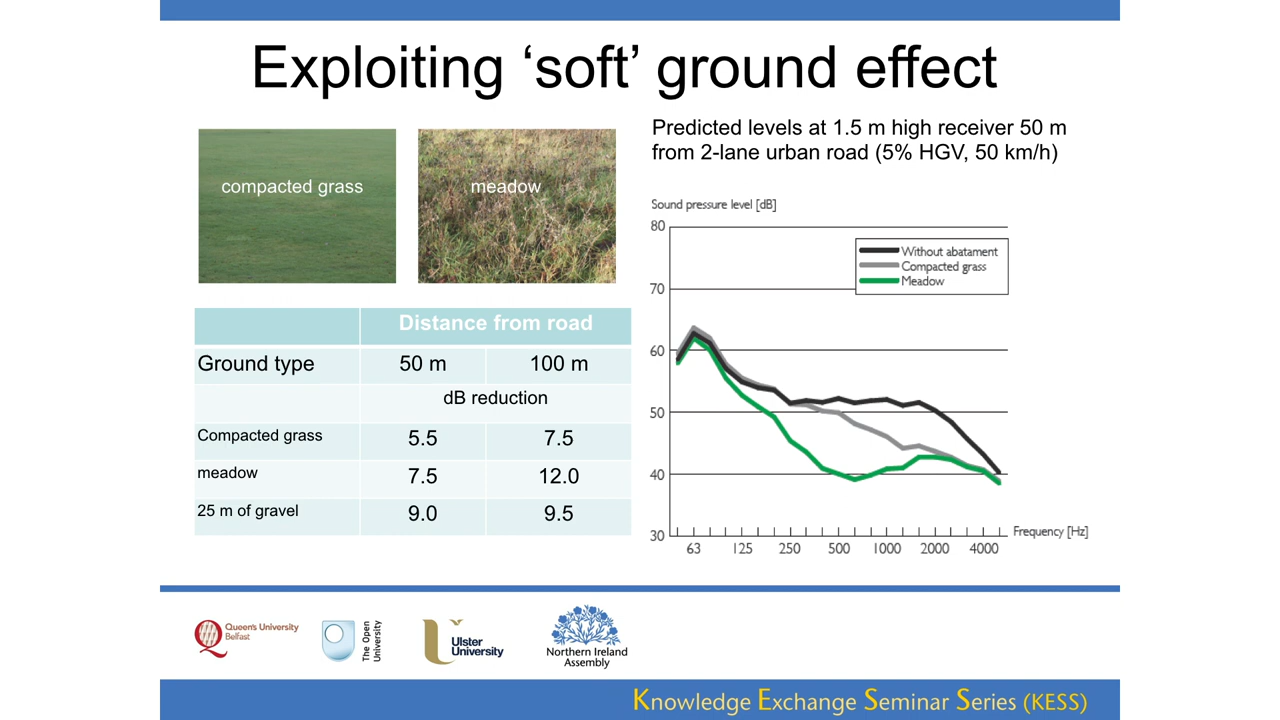 Exploiting ‘soft’ ground effect
compacted grass
meadow
Predicted levels at 1.5 m high receiver 50 m
from 2-lane urban road (5% HGV, 50 km/h)
Distance from road
Ground type 50 m 100 m
dB reduction
Compacted grass 5.5 7.5
meadow 7.5 12.0
25 m of gravel 9.0 9.5
Sound pressure level [dB]
80
70
60
50
40
30
Without abatament
Compacted grass
Meadow
63 125 250 500 1000 2000 4000
Frequency [Hz]
Queen's University
Belfast
The Open
University
Ulster
University
Northern Ireland
Assembly
Knowledge Exchange Seminar Series (KESS)